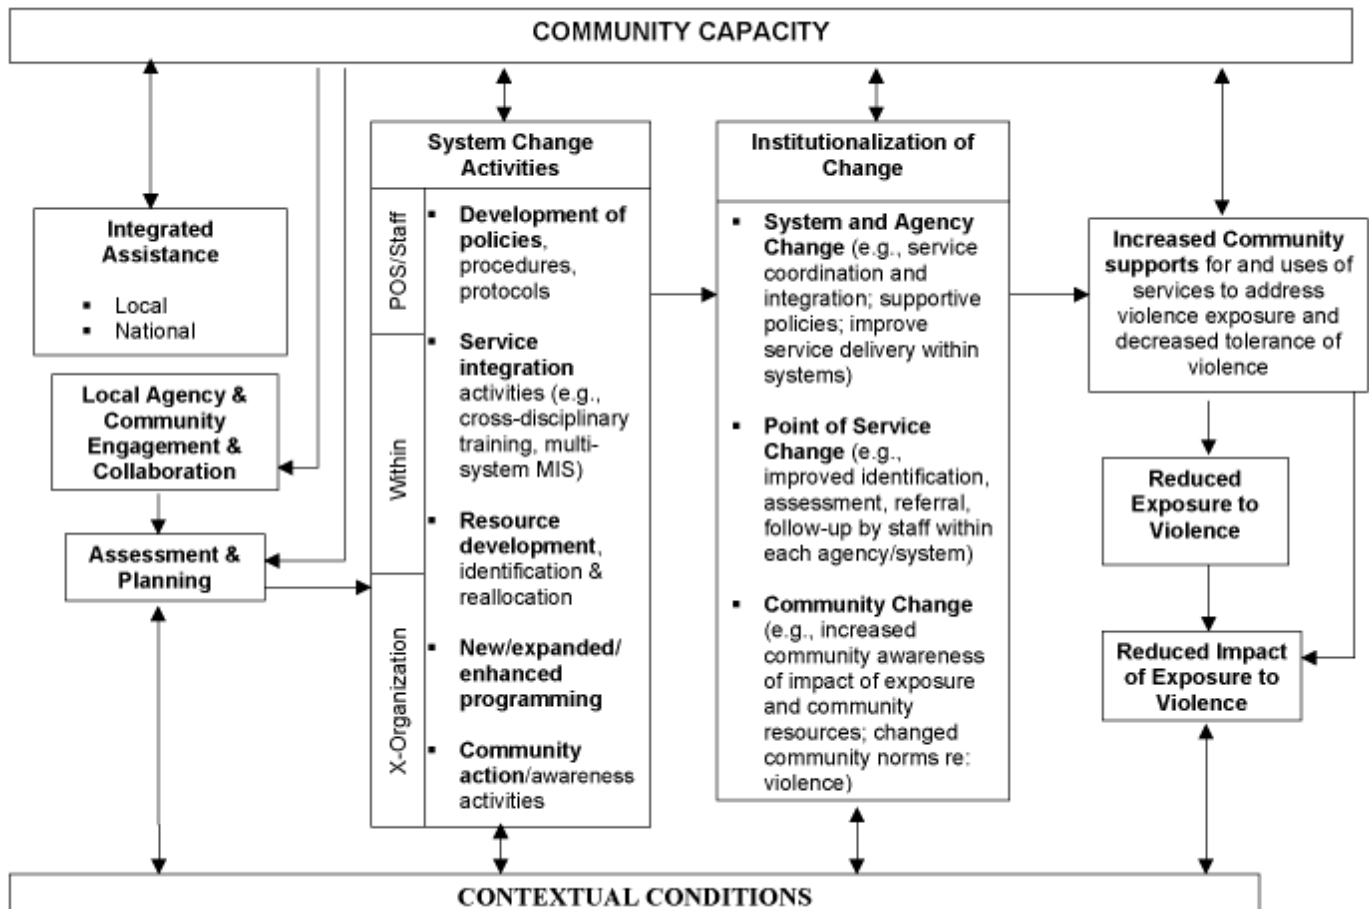 COMMUNITY CAPACITY
Integrated
Assistance
▪ Local
▪ National
Local Agency &
Community
Engagement &
Collaboration
Assessment &
Planning
System Change
Activities
POS/Staff
Within
X-Organization
▪ Development of
policies,
procedures,
protocols
▪ Service
integration
activities (e.g.,
cross-disciplinary
training, multi-
system MIS)
▪ Resource
development,
identification &
reallocation
▪ New/expanded/
enhanced
programming
▪ Community
action/awareness
activities
Institutionalization of
Change
▪ System and Agency
Change (e.g., service
coordination and
integration; supportive
policies; improve
service delivery within
systems)
▪ Point of Service
Change (e.g.,
improved identification,
assessment, referral,
follow-up by staff within
each agency/system)
▪ Community Change
(e.g., increased
community awareness
of impact of exposure
and community
resources; changed
community norms re:
violence)
Increased Community
supports for and uses of
services to address
violence exposure and
decreased tolerance of
violence
Reduced
Exposure to
Violence
Reduced Impact
of Exposure to
Violence
CONTEXTUAL CONDITIONS